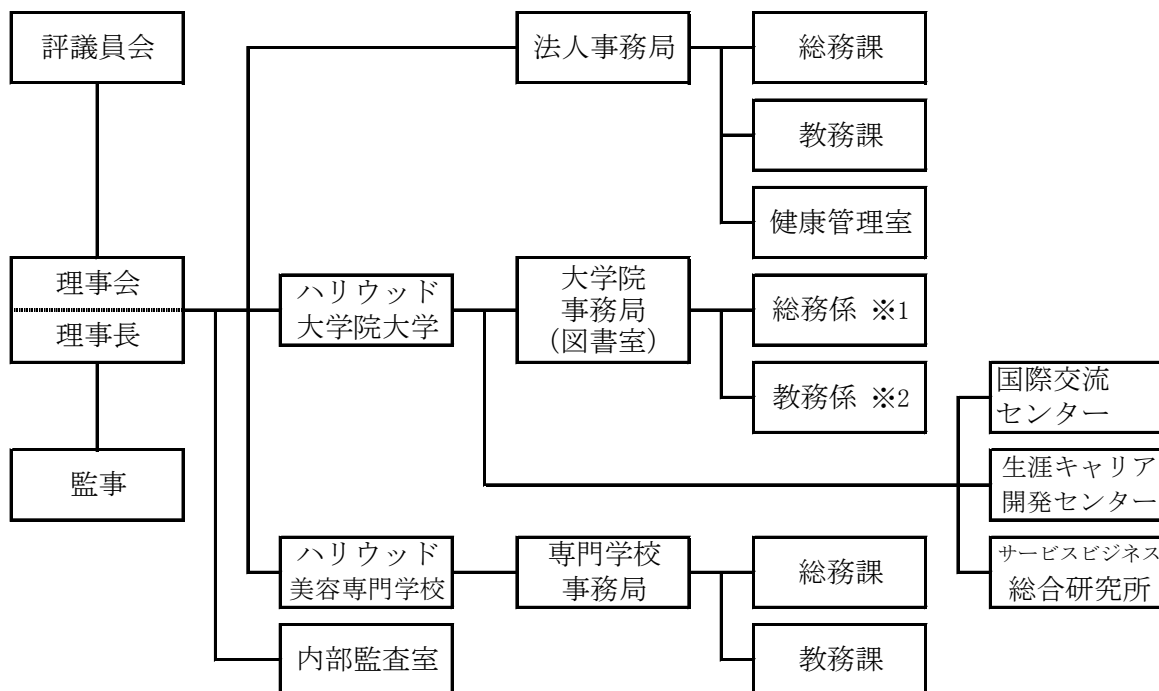 評議員会
法人事務局
総務課
教務課
健康管理室
理事会
理事長
ハリウッド
大学院大学
大学院
事務局
(図書室)
総務係 ※1
教務係 ※2
国際交流
センター
監事
生涯キャリア
開発センター
ハリウッド
美容専門学校
専門学校
事務局
総務課
サービスビジネス
総合研究所
内部監査室
教務課